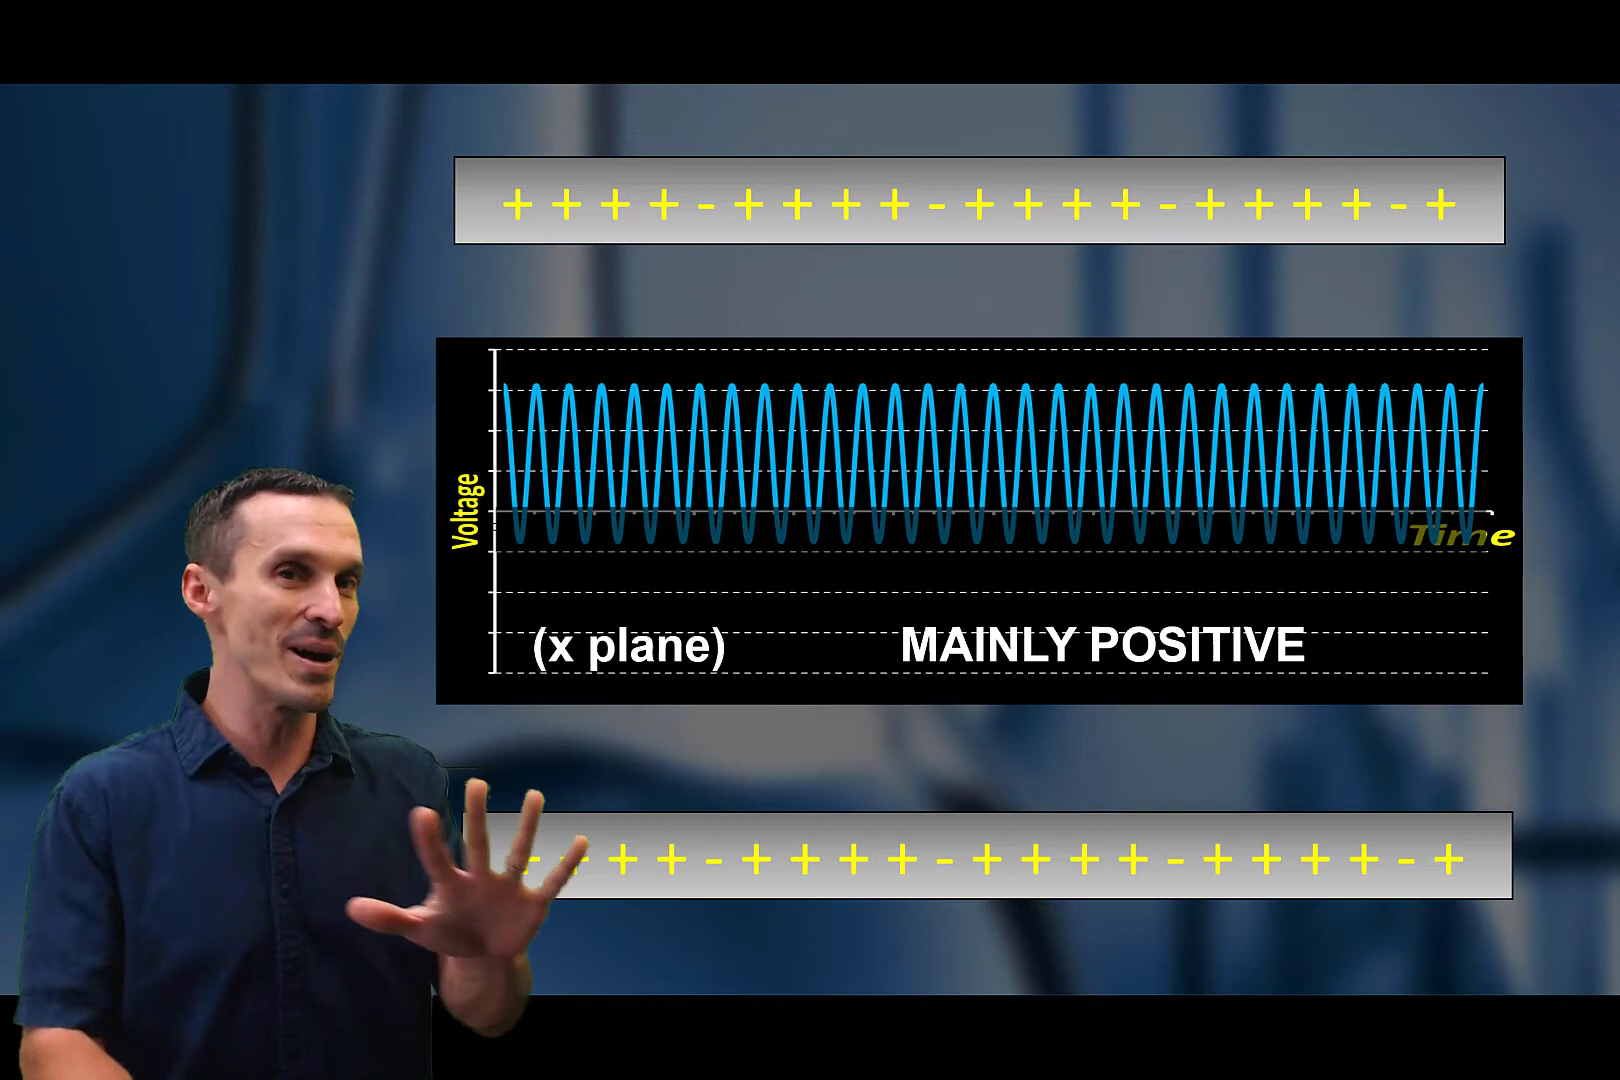 + + + + - + + + + - + + + + - + + + + - +
Voltage
Time
(x plane) MAINLY POSITIVE
+ + + + - + + + + - + + + + - + + + + - +